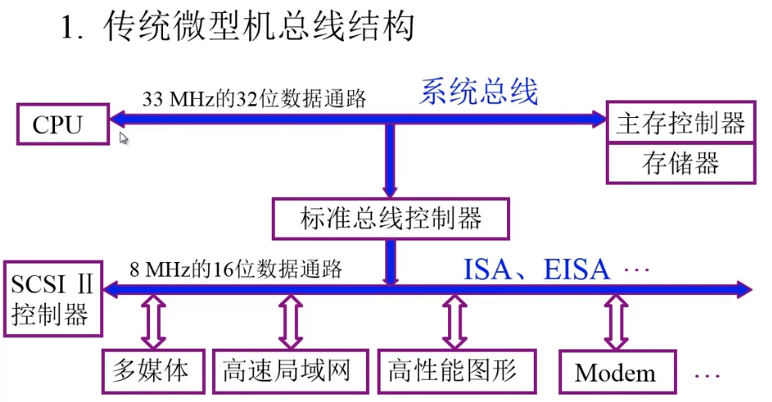 1. 传统微型机总线结构
33 MHz的32位数据通路
系统总线
CPU
主存控制器
存储器
标准总线控制器
8 MHz的16位数据通路
ISA、EISA …
SCSI Ⅱ
控制器
多媒体
高速局域网
高性能图形
Modem
…